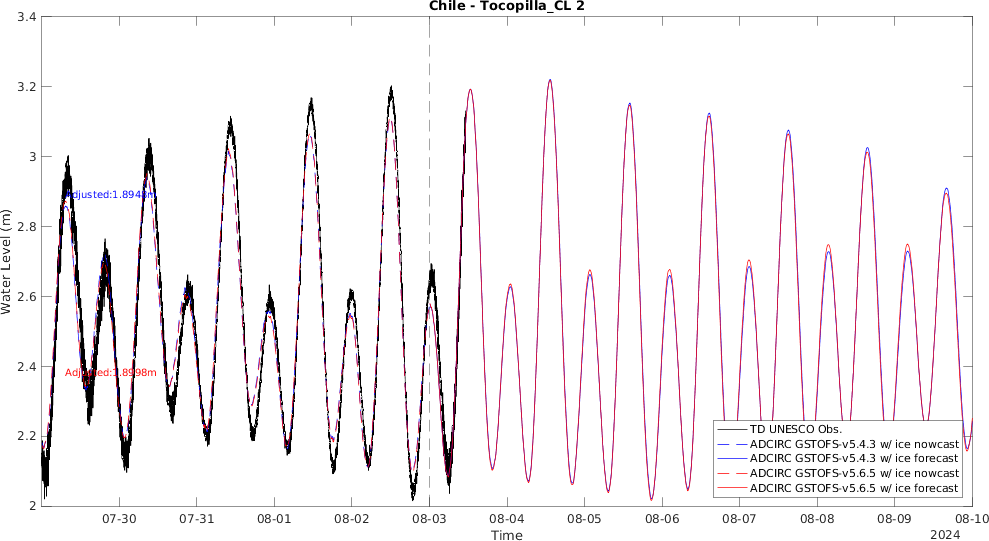 Chile - Tocopilla_CL 2
Water Level (m)
3.4
3.2
3
2.8
2.6
2.4
2.2
2
Adjusted:1.8948m
Adjusted:1.8998m
TD UNESCO Obs.
ADCIRC GSTOFS-v5.4.3 w/ ice nowcast
ADCIRC GSTOFS-v5.4.3 w/ ice forecast
ADCIRC GSTOFS-v5.6.5 w/ ice nowcast
ADCIRC GSTOFS-v5.6.5 w/ ice forecast
07-30 07-31 08-01 08-02 08-03 08-04 08-05 08-06 08-07 08-08 08-09 08-10
Time
2024